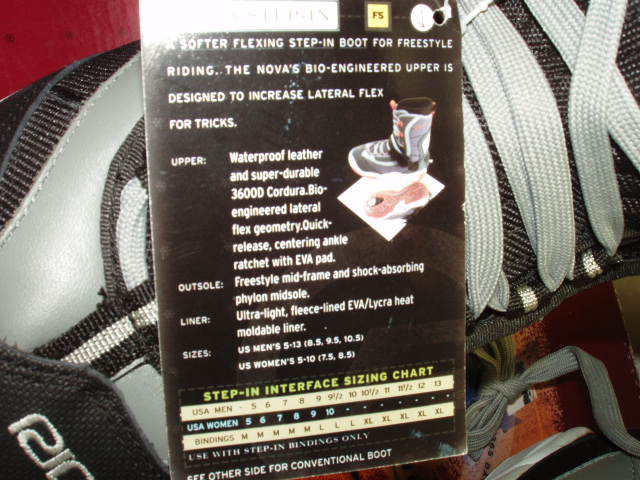 STEP-IN
F5
A SOFTER FLEXING STEP-IN BOOT FOR FREESTYLE
RIDING. THE NOVA'S BIO-ENGINEERED UPPER IS
DESIGNED TO INCREASE LATERAL FLEX
FOR TRICKS.
UPPER: Waterproof leather
and super-durable
3600D Cordura.Bio-
engineered lateral
flex geometry.Quick-
release, centering ankle
ratchet with EVA pad.
OUTSOLE: Freestyle mid-frame and shock-absorbing
phylon midsole.
LINER: Ultra-light, fleece-lined EVA/Lycra heat
moldable liner.
SIZES: US MEN'S 5-13 (8.5, 9.5, 10.5)
US WOMEN'S 5-10 (7.5, 8.5)
STEP-IN INTERFACE SIZING CHART
USA MEN - 5 6 7 8 9 9½ 10 10½ 11 11½ 12 13
USA WOMEN 5 6 7 8 9 10 - - - - - - -
BINDINGS M M M M M L L L XL XL XL XL XL
USE WITH STEP-IN BINDINGS ONLY
SEE OTHER SIDE FOR CONVENTIONAL BOOT